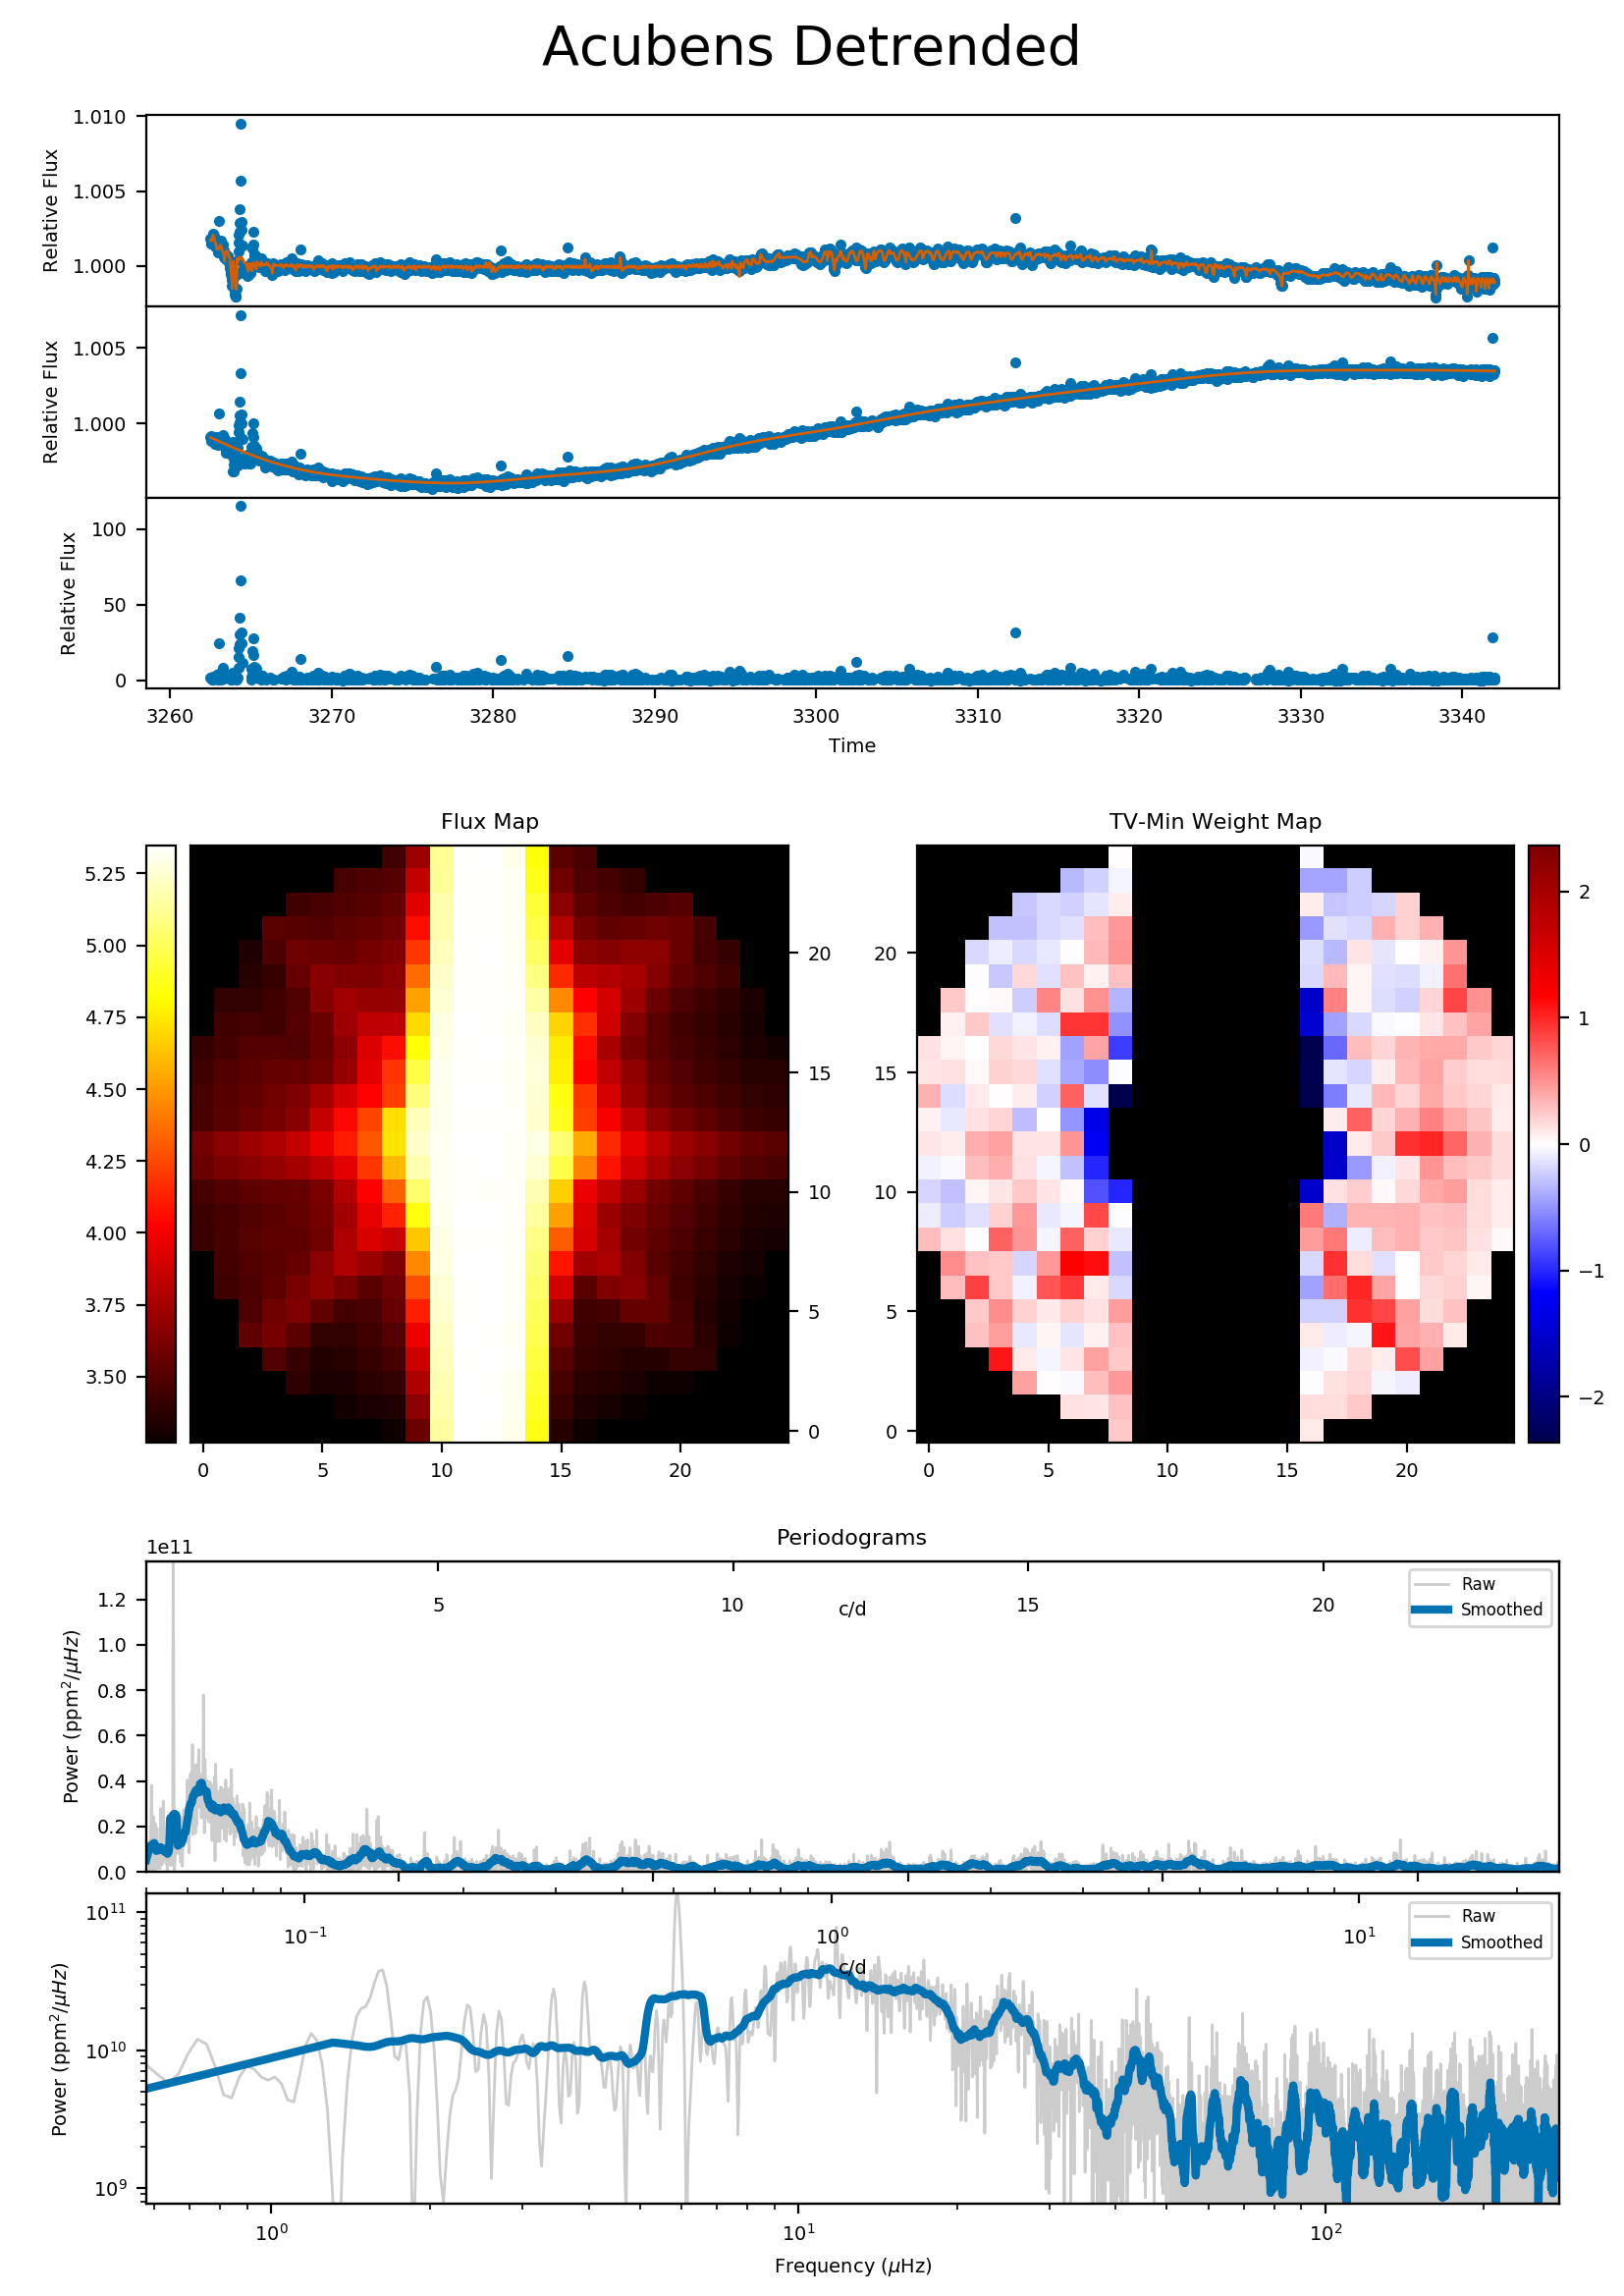 Acubens Detrended
1.010
1.005
1.000
Relative Flux
1.005
1.000
Relative Flux
100
50
0
Relative Flux
3260 3270 3280 3290 3300 3310 3320 3330 3340
Time
Flux Map
5.25
5.00
4.75
4.50
4.25
4.00
3.75
3.50
20
15
10
5
0
0 5 10 15 20
TV-Min Weight Map
20
15
10
5
0
0 5 10 15 20
2
1
0
−1
−2
Periodograms
1e11
1.2
1.0
0.8
0.6
0.4
0.2
0.0
Power (ppm²/μHz)
5 10 15 20
c/d
Raw
Smoothed
10¹¹
10¹⁰
10⁹
Power (ppm²/μHz)
10⁻¹ 10⁰ 10¹
c/d
Raw
Smoothed
10⁰ 10¹ 10²
Frequency (μHz)